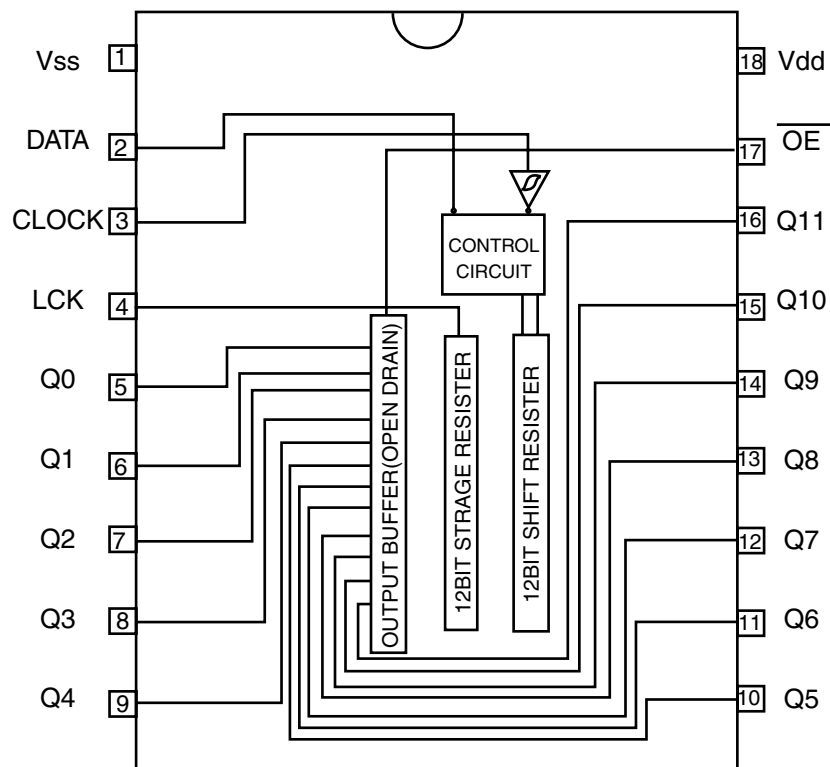 Vss 1 18 Vdd
DATA 2 17 OE
CLOCK 3 16 Q11
CONTROL
CIRCUIT
LCK 4 15 Q10
Q0 5 14 Q9
Q1 6 13 Q8
Q2 7 12 Q7
Q3 8 11 Q6
Q4 9 10 Q5
OUTPUT BUFFER(OPEN DRAIN)
12BIT STRAGE RESISTER
12BIT SHIFT RESISTER